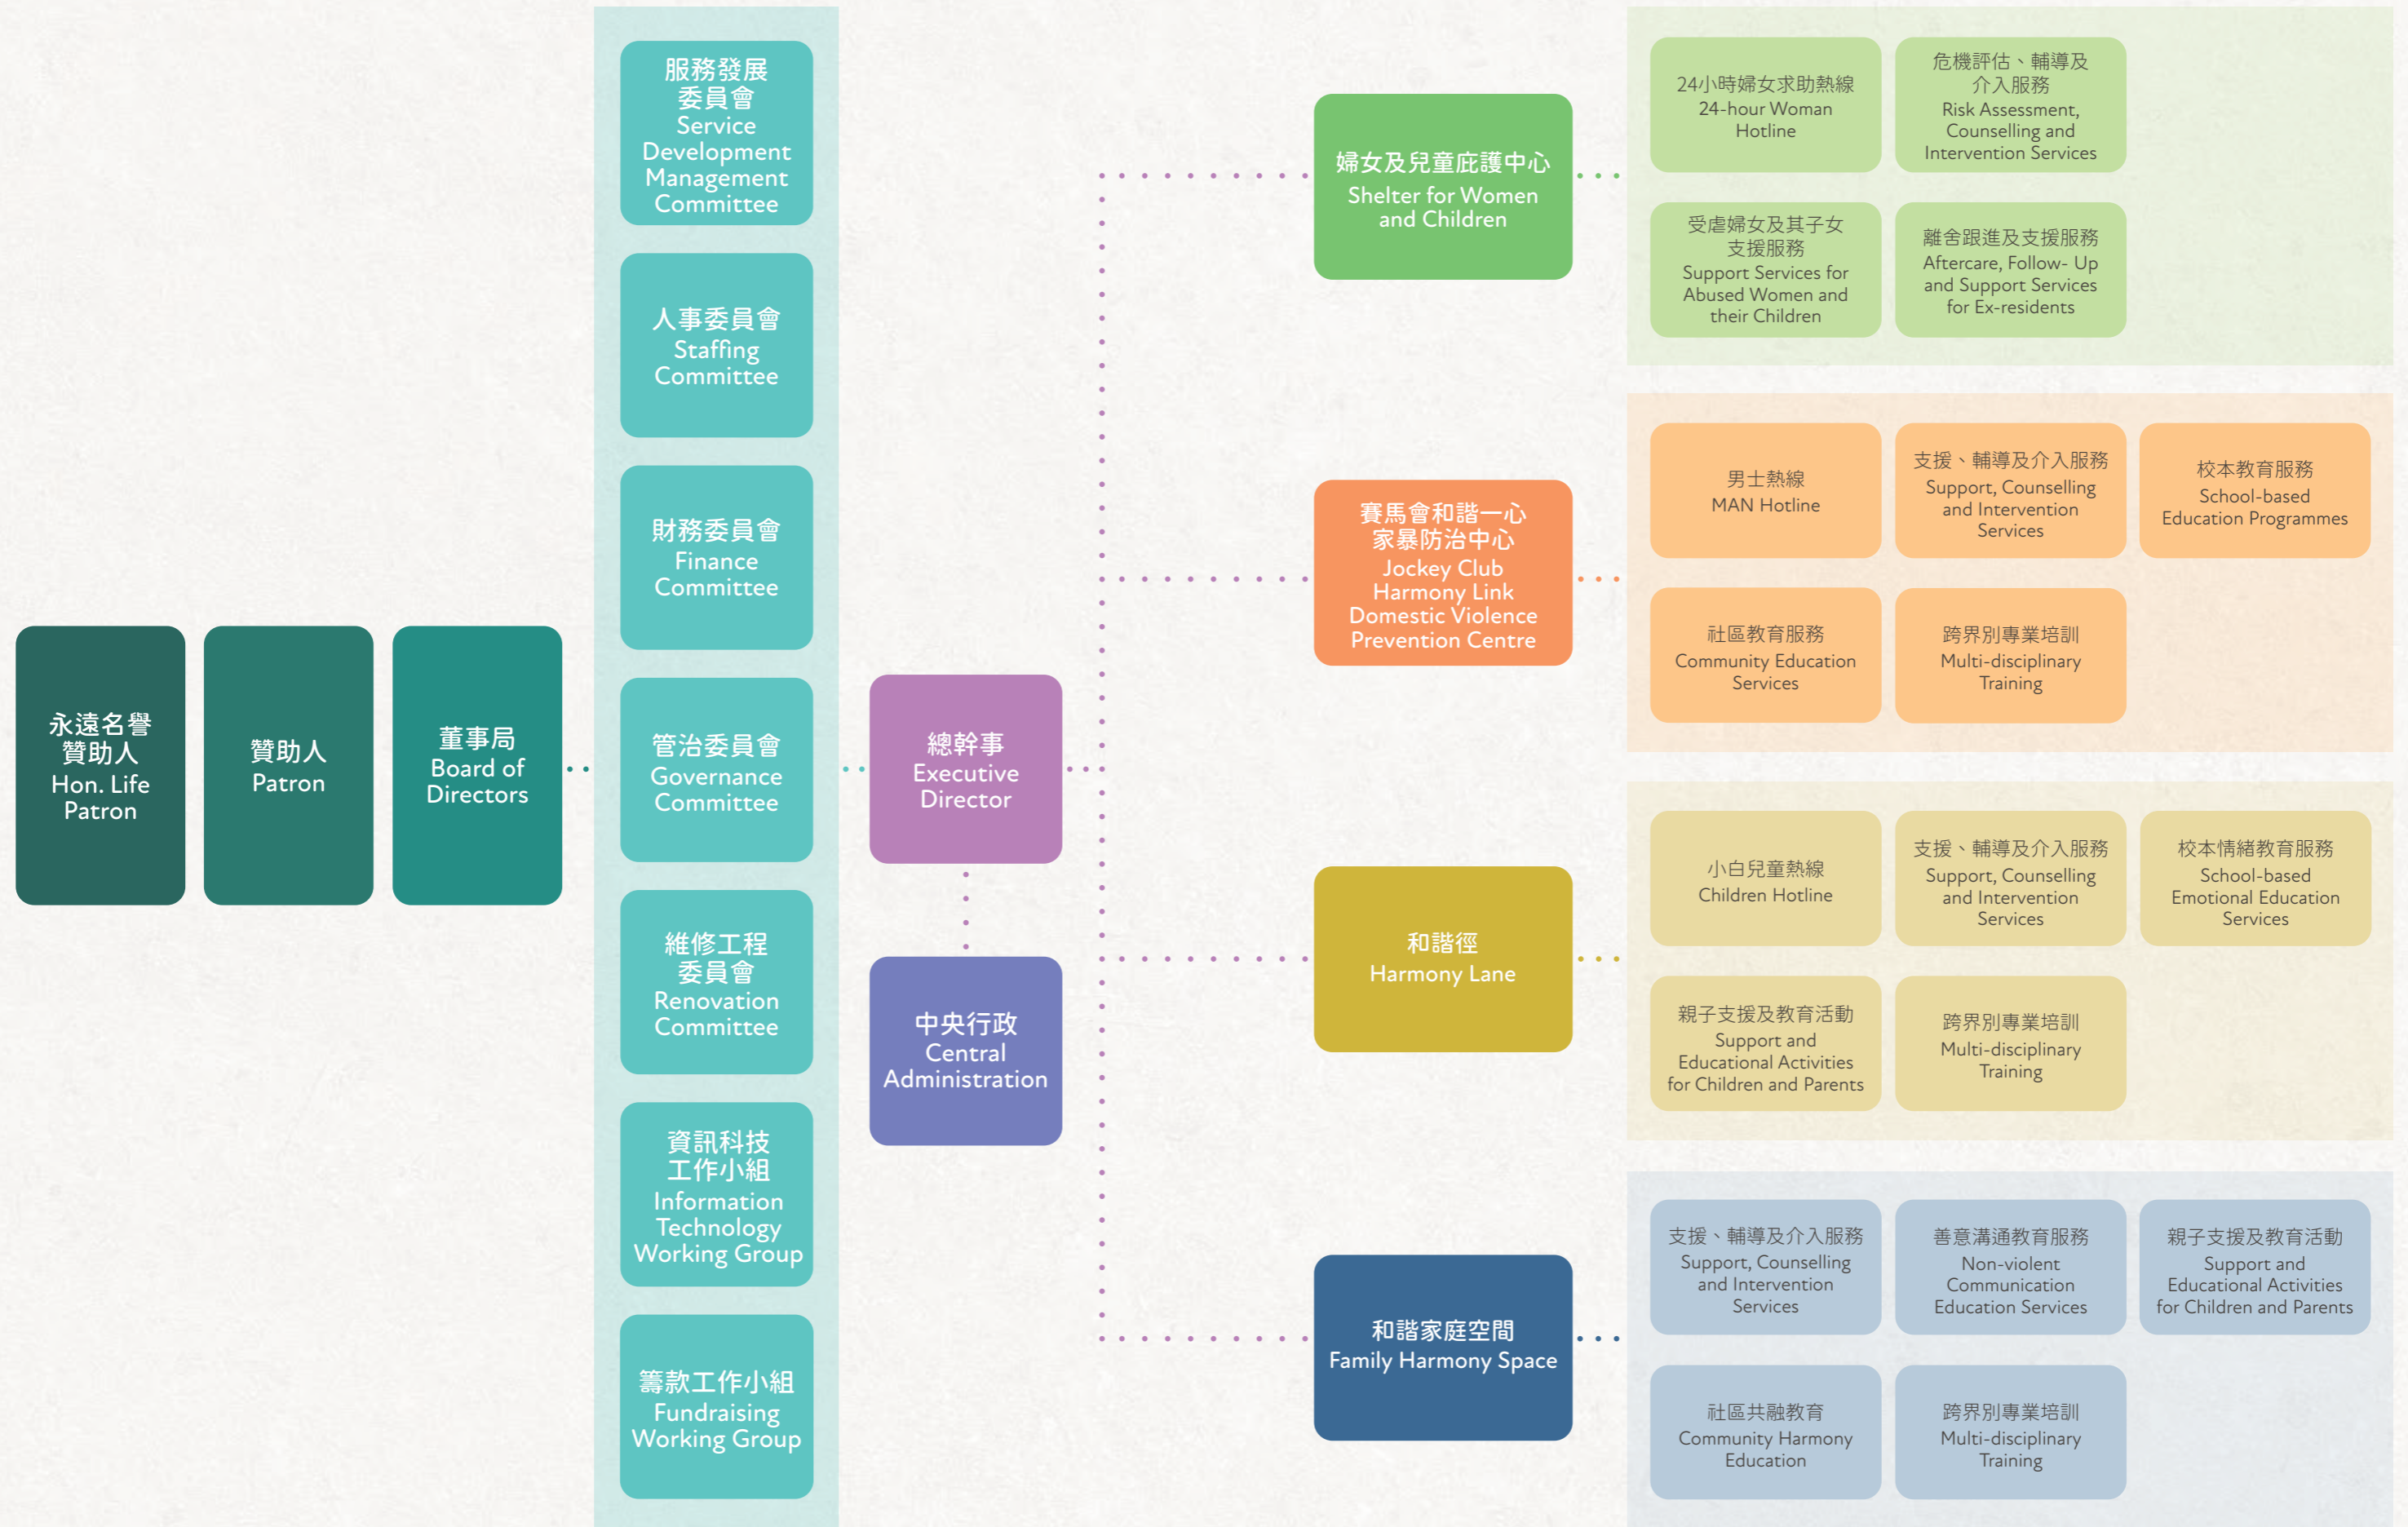 永遠名譽
贊助人
Hon. Life
Patron
贊助人
Patron
董事局
Board of
Directors
服務發展
委員會
Service
Development
Management
Committee
人事委員會
Staffing
Committee
財務委員會
Finance
Committee
管治委員會
Governance
Committee
維修工程
委員會
Renovation
Committee
資訊科技
工作小組
Information
Technology
Working Group
籌款工作小組
Fundraising
Working Group
總幹事
Executive
Director
中央行政
Central
Administration
婦女及兒童庇護中心
Shelter for Women
and Children
24小時婦女求助熱線
24-hour Woman
Hotline
危機評估、輔導及
介入服務
Risk Assessment,
Counselling and
Intervention Services
受虐婦女及其子女
支援服務
Support Services for
Abused Women and
their Children
離舍跟進及支援服務
Aftercare, Follow- Up
and Support Services
for Ex-residents
賽馬會和諧一心
家暴防治中心
Jockey Club
Harmony Link
Domestic Violence
Prevention Centre
男士熱線
MAN Hotline
支援、輔導及介入服務
Support, Counselling
and Intervention
Services
校本教育服務
School-based
Education Programmes
社區教育服務
Community Education
Services
跨界別專業培訓
Multi-disciplinary
Training
和諧徑
Harmony Lane
小白兒童熱線
Children Hotline
支援、輔導及介入服務
Support, Counselling
and Intervention
Services
校本情緒教育服務
School-based
Emotional Education
Services
親子支援及教育活動
Support and
Educational Activities
for Children and Parents
跨界別專業培訓
Multi-disciplinary
Training
和諧家庭空間
Family Harmony Space
支援、輔導及介入服務
Support, Counselling
and Intervention
Services
善意溝通教育服務
Non-violent
Communication
Education Services
親子支援及教育活動
Support and
Educational Activities
for Children and Parents
社區共融教育
Community Harmony
Education
跨界別專業培訓
Multi-disciplinary
Training